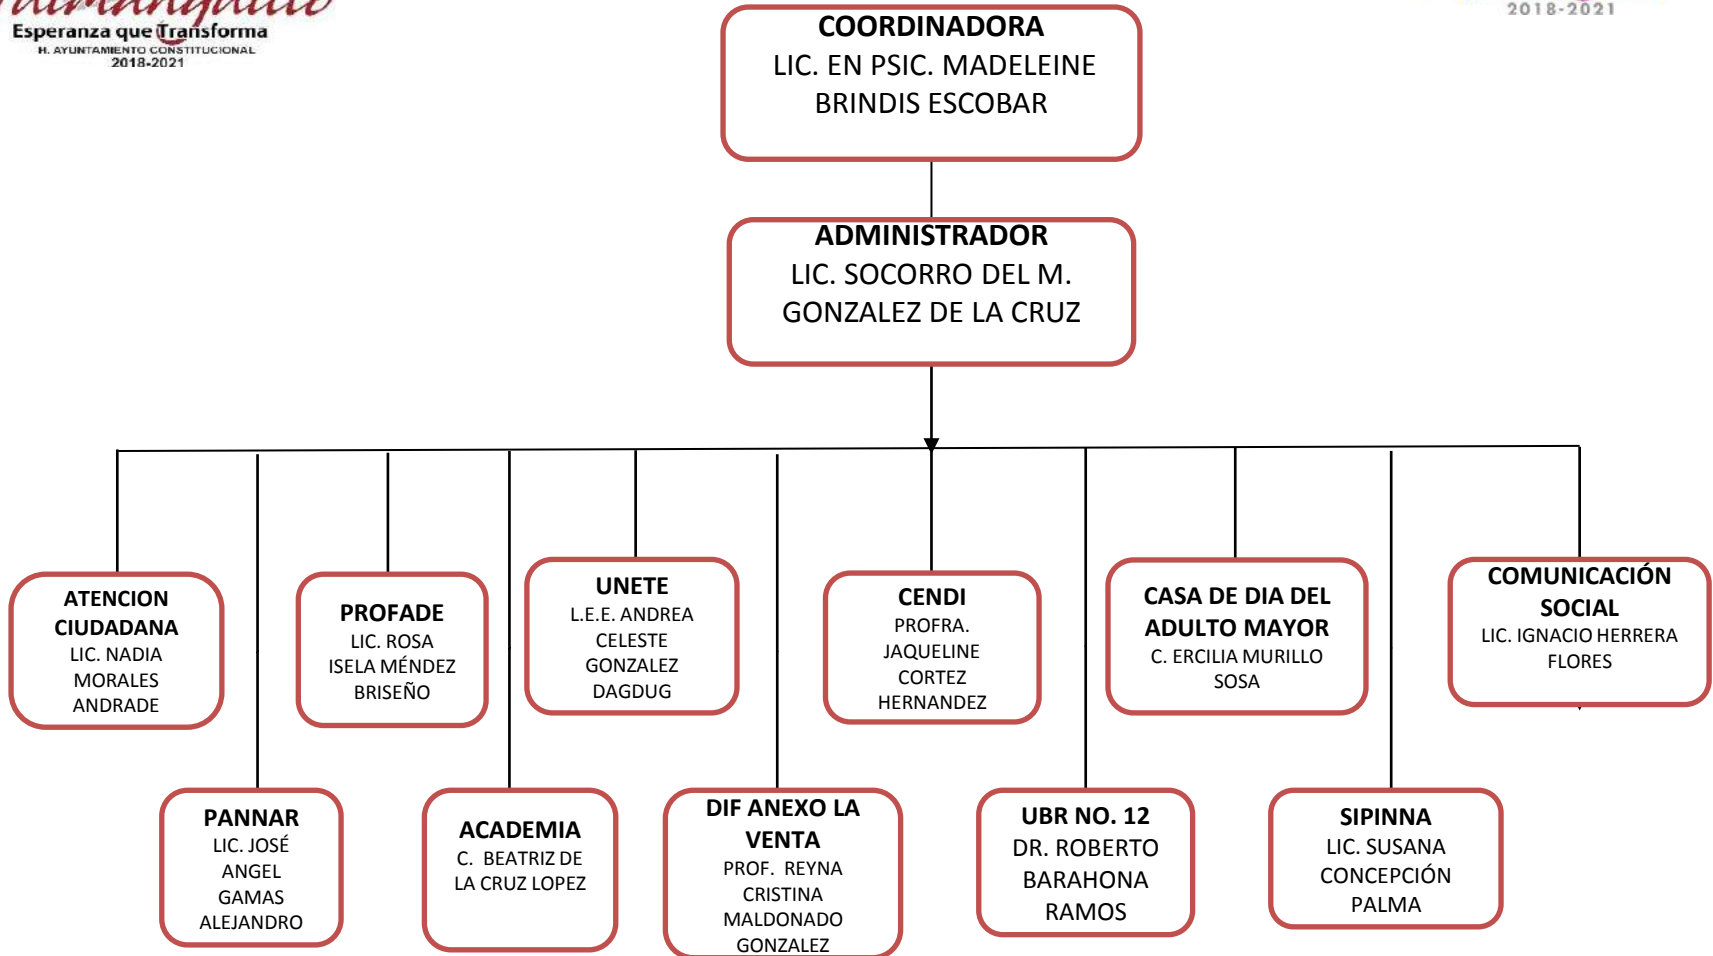 Esperanza que Transforma
H. AYUNTAMIENTO CONSTITUCIONAL
2018-2021
2018-2021
COORDINADORA
LIC. EN PSIC. MADELEINE
BRINDIS ESCOBAR
ADMINISTRADOR
LIC. SOCORRO DEL M.
GONZALEZ DE LA CRUZ
ATENCION
CIUDADANA
LIC. NADIA
MORALES
ANDRADE
PROFADE
LIC. ROSA
ISELA MÉNDEZ
BRISEÑO
UNETE
L.E.E. ANDREA
CELESTE
GONZALEZ
DAGDUG
CENDI
PROFRA.
JAQUELINE
CORTEZ
HERNANDEZ
CASA DE DIA DEL
ADULTO MAYOR
C. ERCILIA MURILLO
SOSA
COMUNICACIÓN
SOCIAL
LIC. IGNACIO HERRERA
FLORES
PANNAR
LIC. JOSÉ
ANGEL
GAMAS
ALEJANDRO
ACADEMIA
C. BEATRIZ DE
LA CRUZ LOPEZ
DIF ANEXO LA
VENTA
PROF. REYNA
CRISTINA
MALDONADO
GONZALEZ
UBR NO. 12
DR. ROBERTO
BARAHONA
RAMOS
SIPINNA
LIC. SUSANA
CONCEPCIÓN
PALMA